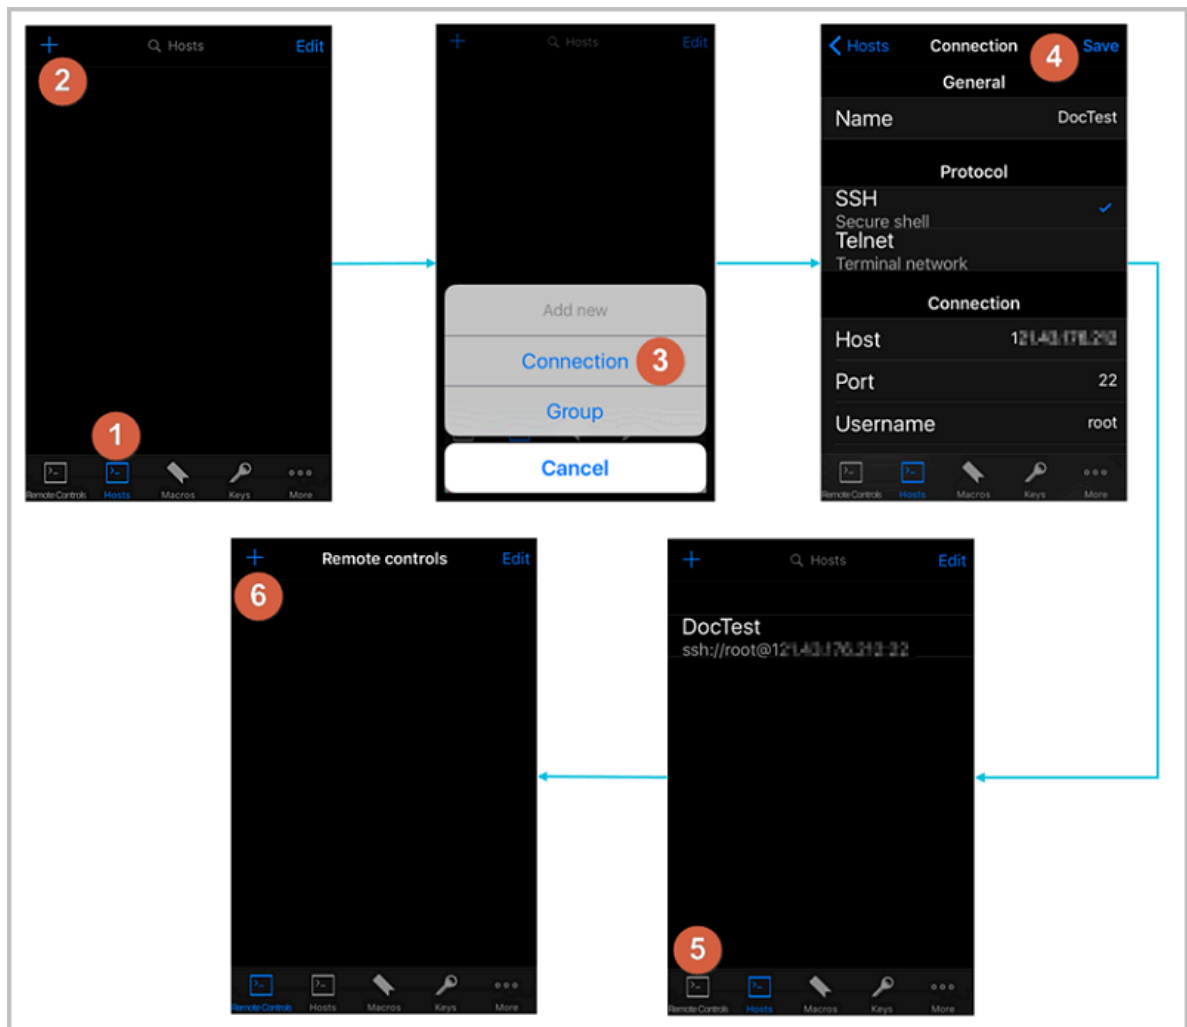 Hosts
Edit
2
1
Remote Controls
Hosts
Macros
Keys
More
Hosts
Edit
Add new
Connection
3
Group
Cancel
Hosts
Connection
4
Save
General
Name
DocTest
Protocol
SSH
Secure shell
Telnet
Terminal network
Connection
Host
Port
22
Username
root
Remote Controls
Hosts
Macros
Keys
More
Remote controls
Edit
6
Remote Controls
Hosts
Macros
Keys
More
Hosts
Edit
DocTest
ssh://root@12
5
Remote Controls
Hosts
Macros
Keys
More